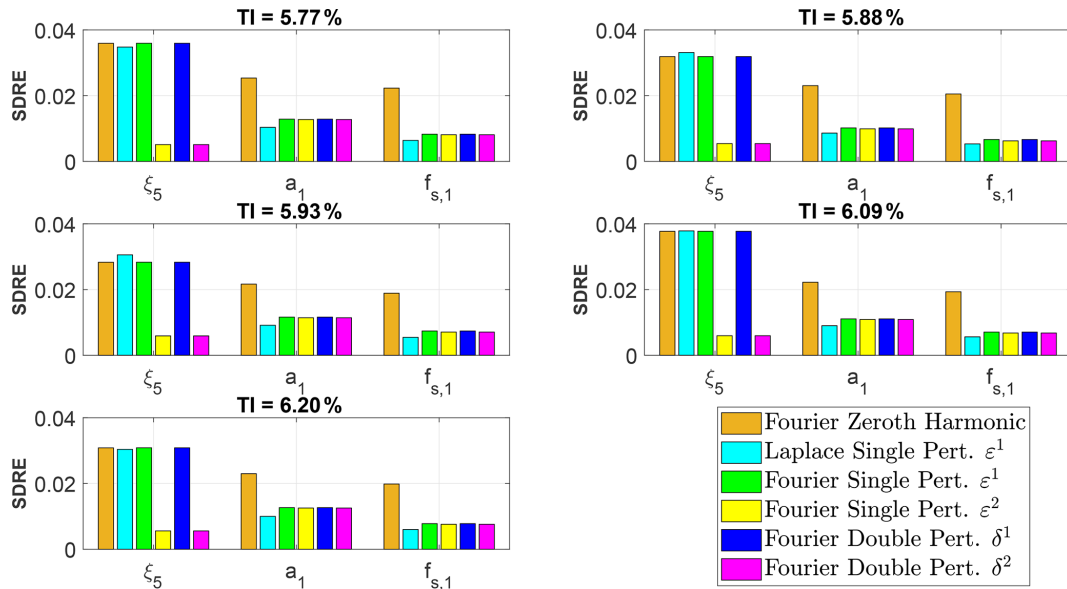 TI = 5.77 %
SDRE
0.04
0.02
0
ξ5
a1
fs,1
TI = 5.88 %
SDRE
0.04
0.02
0
ξ5
a1
fs,1
TI = 5.93 %
SDRE
0.04
0.02
0
ξ5
a1
fs,1
TI = 6.09 %
SDRE
0.04
0.02
0
ξ5
a1
fs,1
TI = 6.20 %
SDRE
0.04
0.02
0
ξ5
a1
fs,1
Fourier Zeroth Harmonic
Laplace Single Pert. ε¹
Fourier Single Pert. ε¹
Fourier Single Pert. ε²
Fourier Double Pert. δ¹
Fourier Double Pert. δ²